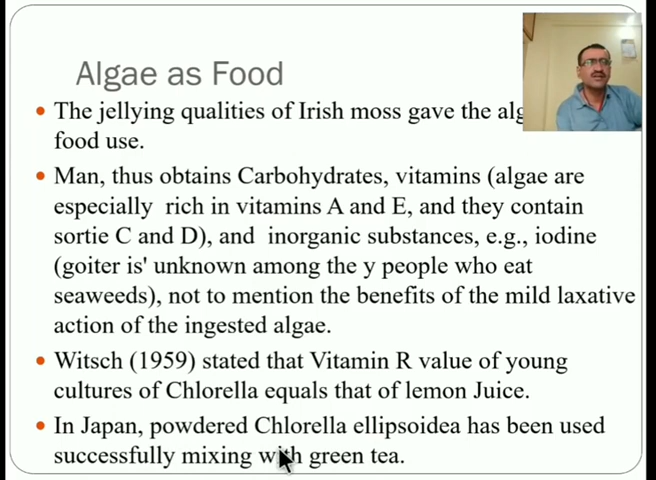 Algae as Food
• The jellying qualities of Irish moss gave the
food use.
• Man, thus obtains Carbohydrates, vitamins (algae are
especially rich in vitamins A and E, and they contain
sortie C and D), and inorganic substances, e.g., iodine
(goiter is' unknown among the y people who eat
seaweeds), not to mention the benefits of the mild laxative
action of the ingested algae.
• Witsch (1959) stated that Vitamin R value of young
cultures of Chlorella equals that of lemon Juice.
• In Japan, powdered Chlorella ellipsoidea has been used
successfully mixing with green tea.